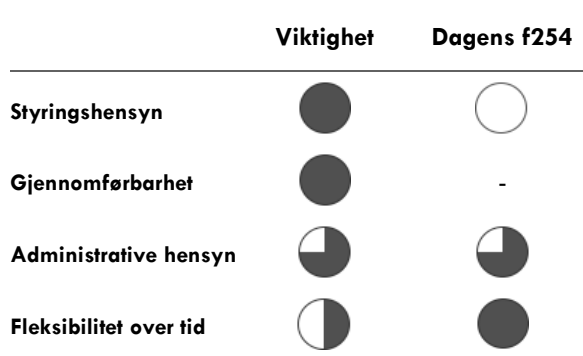 Viktighet Dagens f254
Styringshensyn
Gjennomførbarhet -
Administrative hensyn
Fleksibilitet over tid